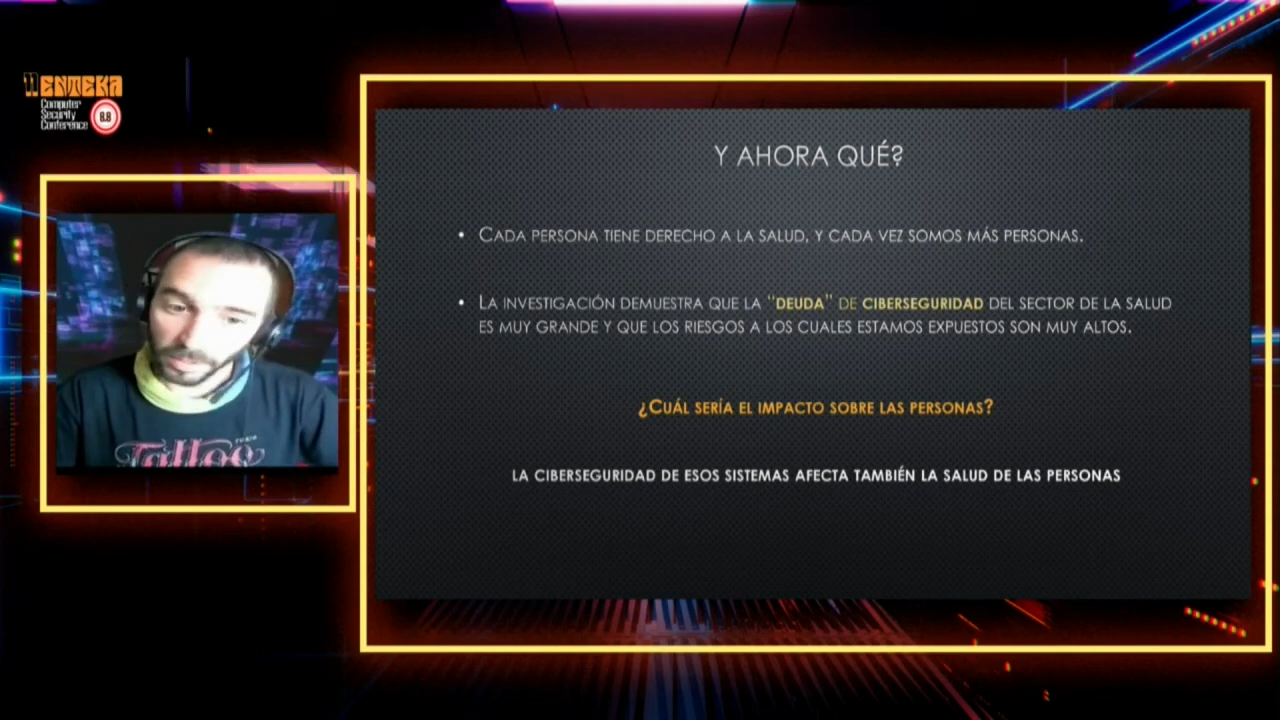 11ENTEKA
Computer
Security
Conference
8.8
Tattoo
Y AHORA QUÉ?
• CADA PERSONA TIENE DERECHO A LA SALUD, Y CADA VEZ SOMOS MÁS PERSONAS.
• LA INVESTIGACIÓN DEMUESTRA QUE LA "DEUDA" DE CIBERSEGURIDAD DEL SECTOR DE LA SALUD
ES MUY GRANDE Y QUE LOS RIESGOS A LOS CUALES ESTAMOS EXPUESTOS SON MUY ALTOS.
¿CUÁL SERÍA EL IMPACTO SOBRE LAS PERSONAS?
LA CIBERSEGURIDAD DE ESOS SISTEMAS AFECTA TAMBIÉN LA SALUD DE LAS PERSONAS